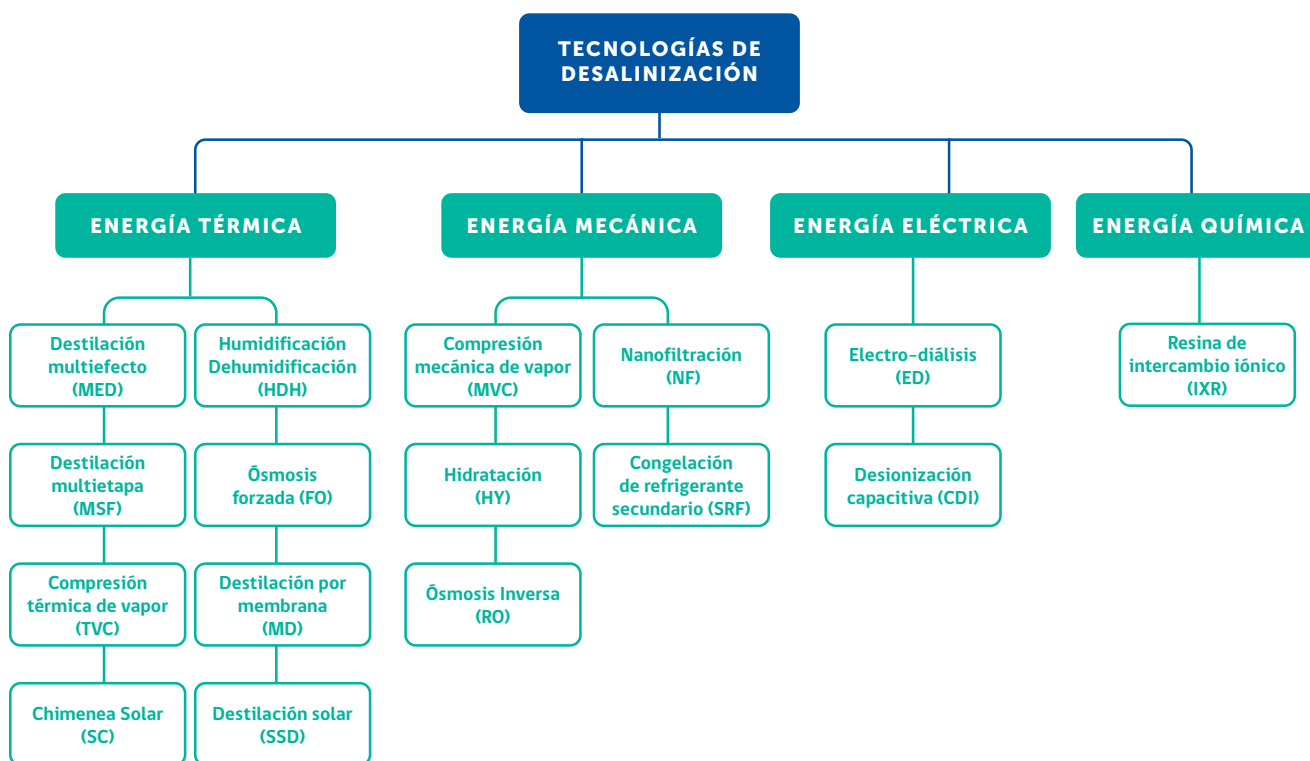 TECNOLOGÍAS DE
DESALINIZACIÓN
ENERGÍA TÉRMICA
ENERGÍA MECÁNICA
ENERGÍA ELÉCTRICA
ENERGÍA QUÍMICA
Destilación
multiefecto
(MED)
Humidificación
Dehumidificación
(HDH)
Compresión
mecánica de vapor
(MVC)
Nanofiltración
(NF)
Electro-diálisis
(ED)
Resina de
intercambio iónico
(IXR)
Destilación
multietapa
(MSF)
Ósmosis
forzada (FO)
Hidratación
(HY)
Congelación
de refrigerante
secundario (SRF)
Desionización
capacitiva (CDI)
Compresión
térmica de vapor
(TVC)
Destilación por
membrana
(MD)
Ósmosis Inversa
(RO)
Chimenea Solar
(SC)
Destilación solar
(SSD)